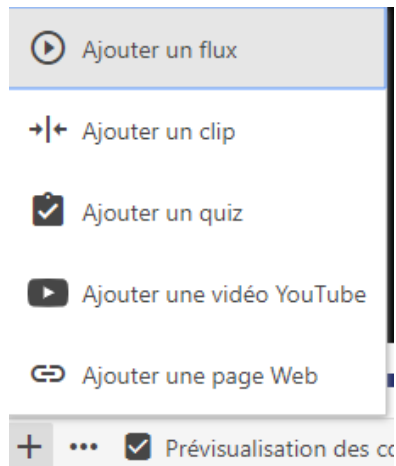 Ajouter un flux
Ajouter un clip
Ajouter un quiz
Ajouter une vidéo YouTube
Ajouter une page Web
Prévisualisation des